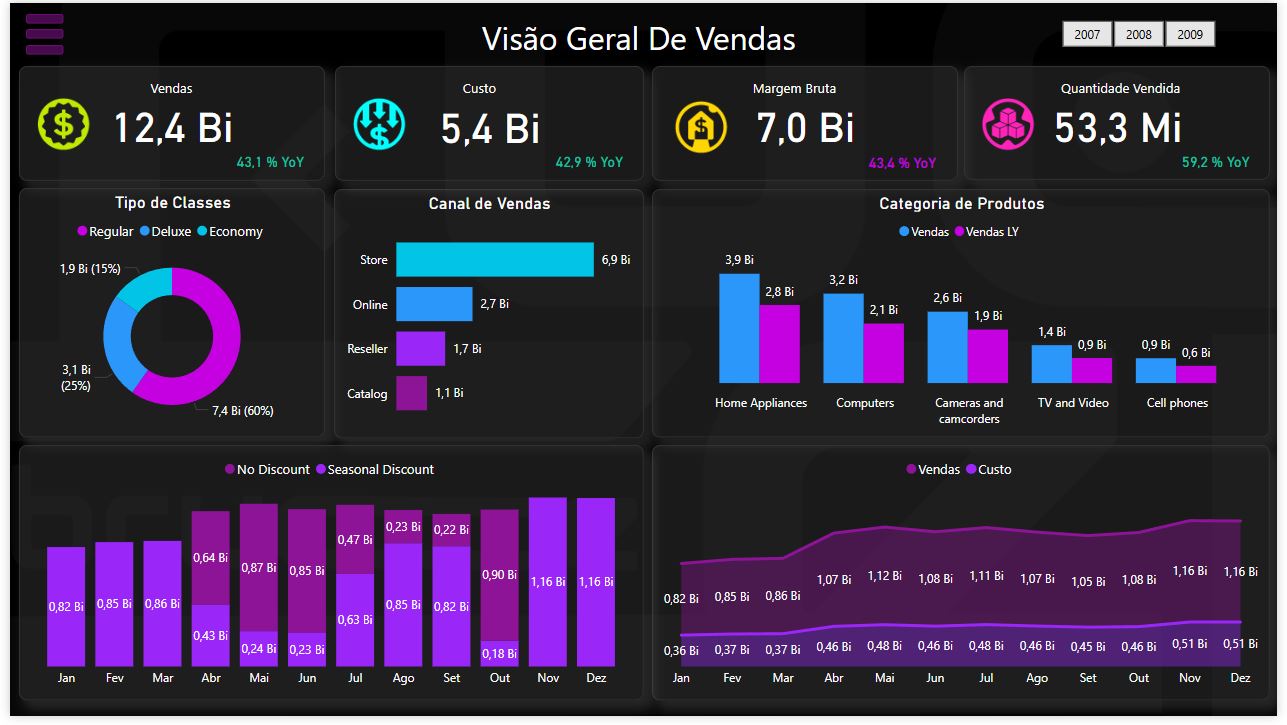 Visão Geral De Vendas
2007 2008 2009
Vendas
12,4 Bi
43,1 % YoY
Custo
5,4 Bi
42,9 % YoY
Margem Bruta
7,0 Bi
43,4 % YoY
Quantidade Vendida
53,3 Mi
59,2 % YoY
Tipo de Classes
Regular Deluxe Economy
1,9 Bi (15%)
3,1 Bi
(25%)
7,4 Bi (60%)
Canal de Vendas
Store 6,9 Bi
Online 2,7 Bi
Reseller 1,7 Bi
Catalog 1,1 Bi
Categoria de Produtos
Vendas Vendas LY
3,9 Bi 2,8 Bi 3,2 Bi 2,1 Bi 2,6 Bi 1,9 Bi 1,4 Bi 0,9 Bi 0,9 Bi 0,6 Bi
Home Appliances Computers Cameras and TV and Video Cell phones
camcorders
No Discount Seasonal Discount
0,64 Bi 0,87 Bi 0,85 Bi 0,47 Bi 0,23 Bi 0,22 Bi 0,90 Bi
0,82 Bi 0,85 Bi 0,86 Bi 0,43 Bi 0,24 Bi 0,23 Bi 0,63 Bi 0,85 Bi 0,82 Bi 0,18 Bi 1,16 Bi 1,16 Bi
Jan Fev Mar Abr Mai Jun Jul Ago Set Out Nov Dez
Vendas Custo
0,82 Bi 0,85 Bi 0,86 Bi 1,07 Bi 1,12 Bi 1,08 Bi 1,11 Bi 1,07 Bi 1,05 Bi 1,08 Bi 1,16 Bi 1,16 Bi
0,36 Bi 0,37 Bi 0,37 Bi 0,46 Bi 0,48 Bi 0,46 Bi 0,48 Bi 0,46 Bi 0,45 Bi 0,46 Bi 0,51 Bi 0,51 Bi
Jan Fev Mar Abr Mai Jun Jul Ago Set Out Nov Dez